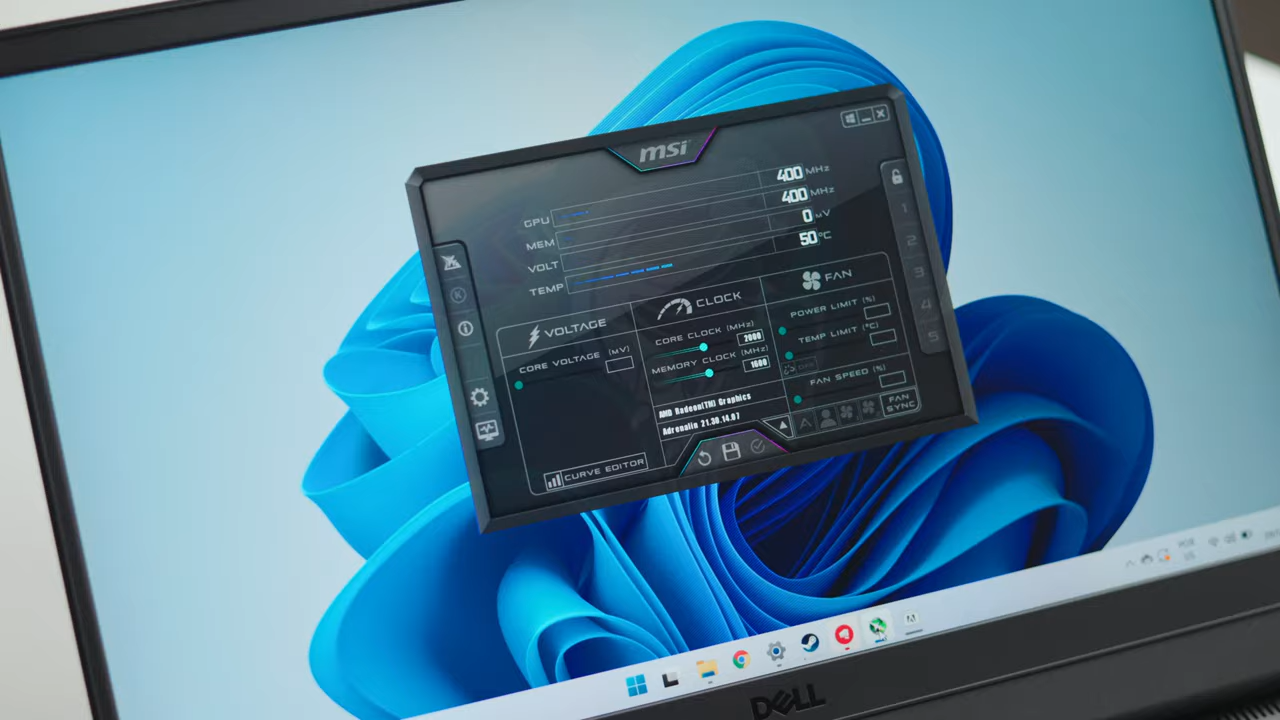 msi
GPU 400 MHz
MEM 400 MHz
VOLT 0 mV
TEMP 50 °C
VOLTAGE
CORE VOLTAGE (MV)
CURVE EDITOR
CLOCK
CORE CLOCK (MHZ) 2000
MEMORY CLOCK (MHZ) 1600
AMD Radeon(TM) Graphics
Adrenalin 21.30.14.07
FAN
POWER LIMIT (%)
TEMP LIMIT (°C)
FAN SPEED (%)
FAN
SYNC
1
2
3
4
5
DELL